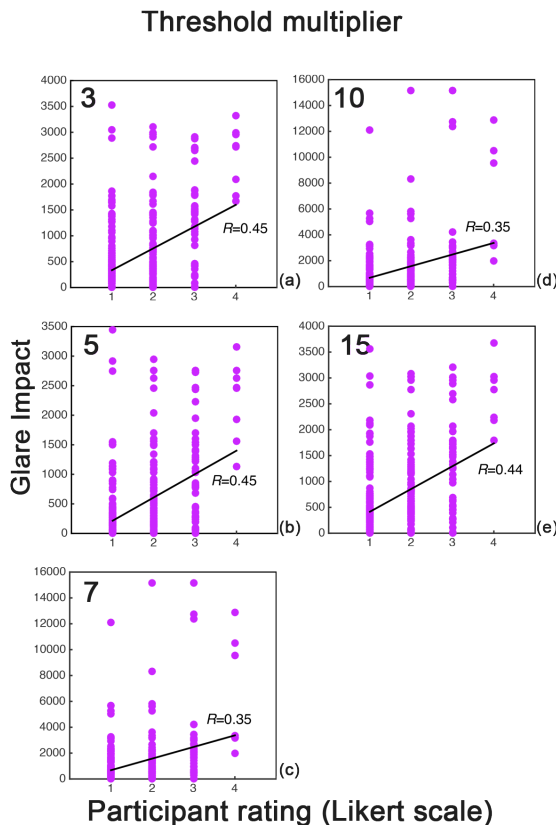 Threshold multiplier
Glare Impact
3
4000
3500
3000
2500
2000
1500
1000
500
0
R=0.45
1 2 3 4
(a)
10
16000
14000
12000
10000
8000
6000
4000
2000
0
R=0.35
1 2 3 4
(d)
5
3500
3000
2500
2000
1500
1000
500
0
R=0.45
1 2 3 4
(b)
15
4000
3500
3000
2500
2000
1500
1000
500
0
R=0.44
1 2 3 4
(e)
7
16000
14000
12000
10000
8000
6000
4000
2000
0
R=0.35
1 2 3 4
(c)
Participant rating (Likert scale)